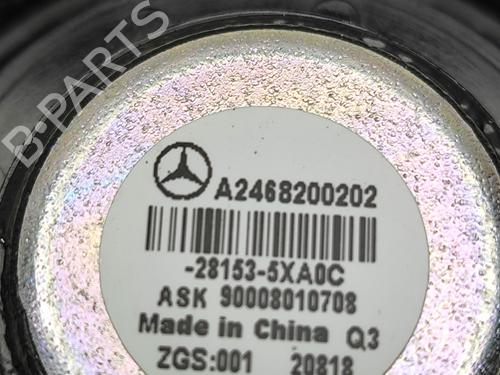 B-PARTS
A2468200202
-28153-5XA0C
ASK 90008010708
Made in China Q3
ZGS:001 20818